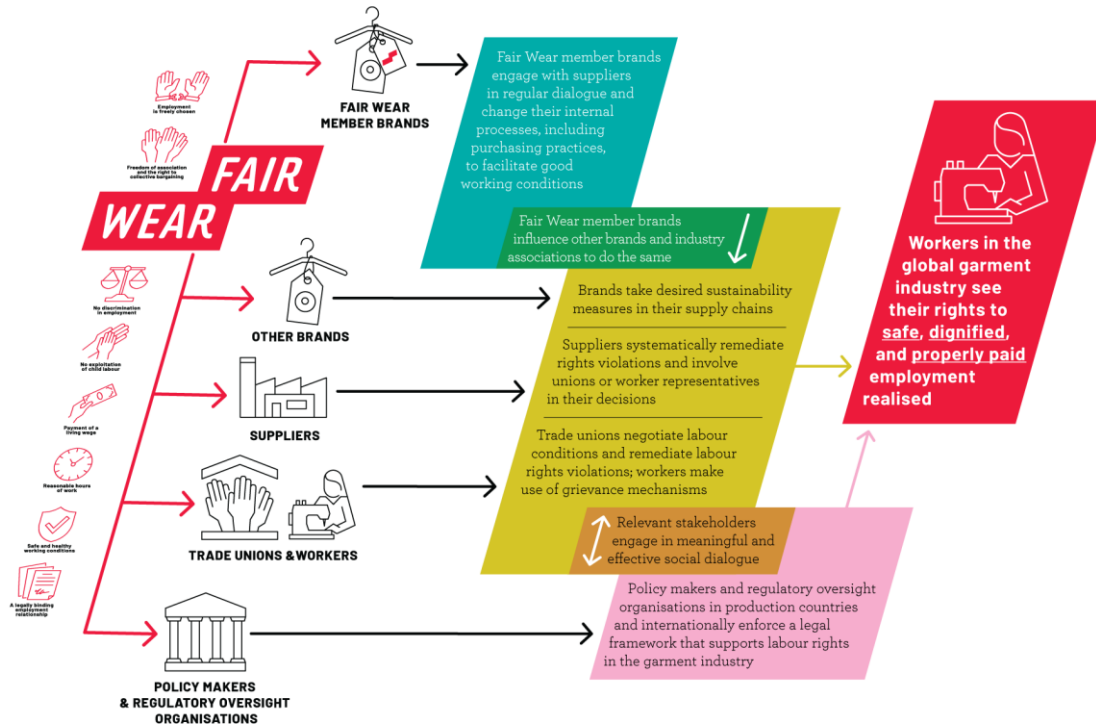 Employment
is freely chosen
Freedom of association
and the right to
collective bargaining
FAIR
WEAR
No discrimination
in employment
No exploitation
of child labour
Payment of a
living wage
Reasonable hours
of work
Safe and healthy
working conditions
A legally binding
employment
relationship
FAIR WEAR
MEMBER BRANDS
OTHER BRANDS
SUPPLIERS
TRADE UNIONS & WORKERS
POLICY MAKERS
& REGULATORY OVERSIGHT
ORGANISATIONS
Fair Wear member brands
engage with suppliers
in regular dialogue and
change their internal
processes, including
purchasing practices,
to facilitate good
working conditions
Fair Wear member brands
influence other brands and industry
associations to do the same
Brands take desired sustainability
measures in their supply chains
Suppliers systematically remediate
rights violations and involve
unions or worker representatives
in their decisions
Trade unions negotiate labour
conditions and remediate labour
rights violations; workers make
use of grievance mechanisms
Relevant stakeholders
engage in meaningful and
effective social dialogue
Policy makers and regulatory oversight
organisations in production countries
and internationally enforce a legal
framework that supports labour rights
in the garment industry
Workers in the
global garment
industry see
their rights to
safe, dignified,
and properly paid
employment
realised